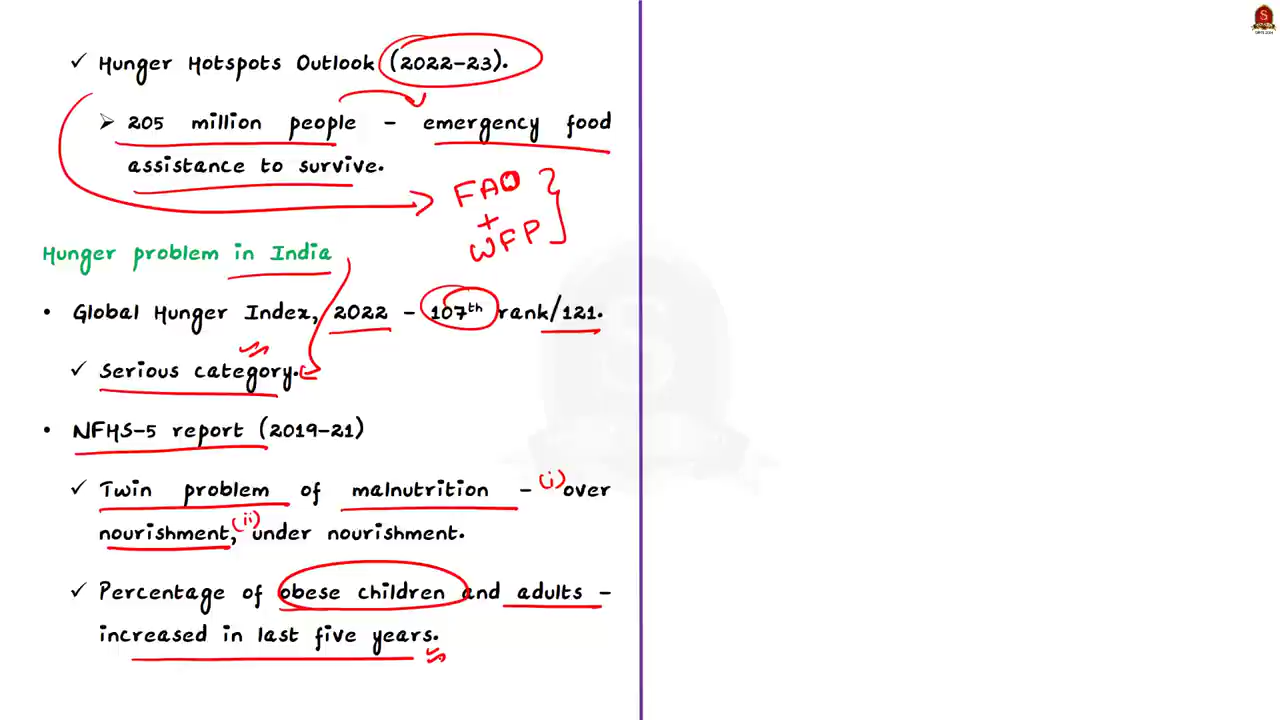 ✓ Hunger Hotspots Outlook (2022-23).
➤ 205 million people - emergency food
assistance to survive.
FAO
+
WFP
Hunger problem in India
• Global Hunger Index, 2022 - 107th rank/121.
✓ Serious category.
• NFHS-5 report (2019-21)
✓ Twin problem of malnutrition - (i) over
nourishment, (ii) under nourishment.
✓ Percentage of obese children and adults -
increased in last five years.